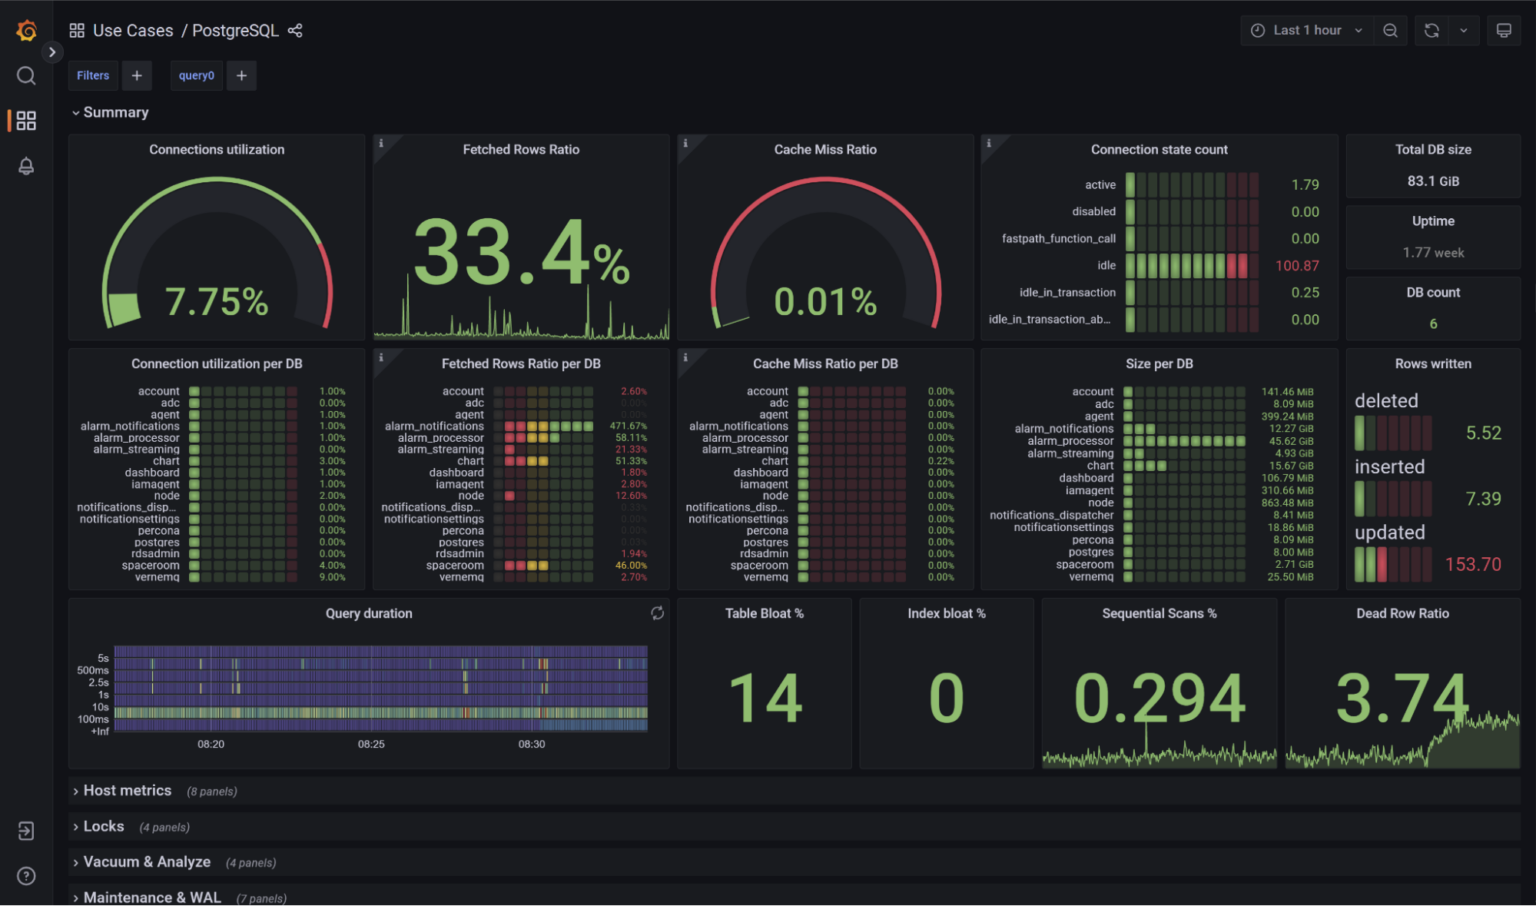 Use Cases / PostgreSQL
Last 1 hour
Filters + query0 +
Summary
Connections utilization
7.75%
Fetched Rows Ratio
33.4%
Cache Miss Ratio
0.01%
Connection state count
active 1.79
disabled 0.00
fastpath_function_call 0.00
idle 100.87
idle_in_transaction 0.25
idle_in_transaction_ab... 0.00
Total DB size
83.1 GiB
Uptime
1.77 week
DB count
6
Connection utilization per DB
account 1.00%
adc 0.00%
agent 1.00%
alarm_notifications 1.00%
alarm_processor 1.00%
alarm_streaming 0.00%
chart 3.00%
dashboard 1.00%
iamagent 1.00%
node 2.00%
notifications_disp... 0.00%
notificationsettings 0.00%
percona 0.00%
postgres 0.00%
rdsadmin 0.00%
spaceroom 4.00%
vernemq 9.00%
Fetched Rows Ratio per DB
account 2.60%
adc
agent
alarm_notifications 471.67%
alarm_processor 58.11%
alarm_streaming 21.33%
chart 51.33%
dashboard 1.80%
iamagent 2.80%
node 12.60%
notifications_disp...
notificationsettings
percona
postgres
rdsadmin 1.94%
spaceroom 46.00%
vernemq 2.70%
Cache Miss Ratio per DB
account 0.00%
adc 0.00%
agent 0.00%
alarm_notifications 0.00%
alarm_processor 0.00%
alarm_streaming 0.00%
chart 0.22%
dashboard 0.00%
iamagent 0.00%
node 0.00%
notifications_disp... 0.00%
notificationsettings 0.00%
percona 0.00%
postgres 0.00%
rdsadmin 0.00%
spaceroom 0.00%
vernemq 0.00%
Size per DB
account 141.46 MiB
adc 8.09 MiB
agent 399.24 MiB
alarm_notifications 12.27 GiB
alarm_processor 45.62 GiB
alarm_streaming 4.93 GiB
chart 15.67 GiB
dashboard 106.79 MiB
iamagent 310.66 MiB
node 863.48 MiB
notifications_dispatcher 8.41 MiB
notificationsettings 18.86 MiB
percona 8.09 MiB
postgres 8.00 MiB
spaceroom 2.71 GiB
vernemq 25.50 MiB
Rows written
deleted
5.52
inserted
7.39
updated
153.70
Query duration
5s
500ms
2.5s
1s
10s
100ms
+Inf
08:20 08:25 08:30
Table Bloat %
14
Index bloat %
0
Sequential Scans %
0.294
Dead Row Ratio
3.74
Host metrics (8 panels)
Locks (4 panels)
Vacuum & Analyze (4 panels)
Maintenance & WAL (7 panels)